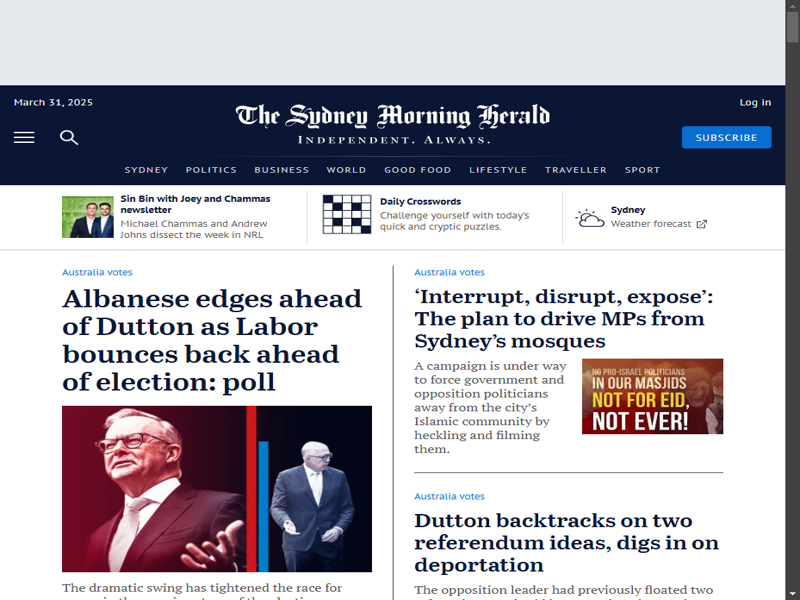 March 31, 2025
Log in
The Sydney Morning Herald
INDEPENDENT. ALWAYS.
SUBSCRIBE
SYDNEY POLITICS BUSINESS WORLD GOOD FOOD LIFESTYLE TRAVELLER SPORT
Sin Bin with Joey and Chammas
newsletter
Michael Chammas and Andrew
Johns dissect the week in NRL
Daily Crosswords
Challenge yourself with today's
quick and cryptic puzzles.
Sydney
Weather forecast
Australia votes
Albanese edges ahead
of Dutton as Labor
bounces back ahead
of election: poll
The dramatic swing has tightened the race for
Australia votes
‘Interrupt, disrupt, expose’:
The plan to drive MPs from
Sydney’s mosques
A campaign is under way
to force government and
opposition politicians
away from the city’s
Islamic community by
heckling and filming
them.
NO PRO-ISRAEL POLITICIANS
IN OUR MASJIDS
NOT FOR EID,
NOT EVER!
Australia votes
Dutton backtracks on two
referendum ideas, digs in on
deportation
The opposition leader had previously floated two